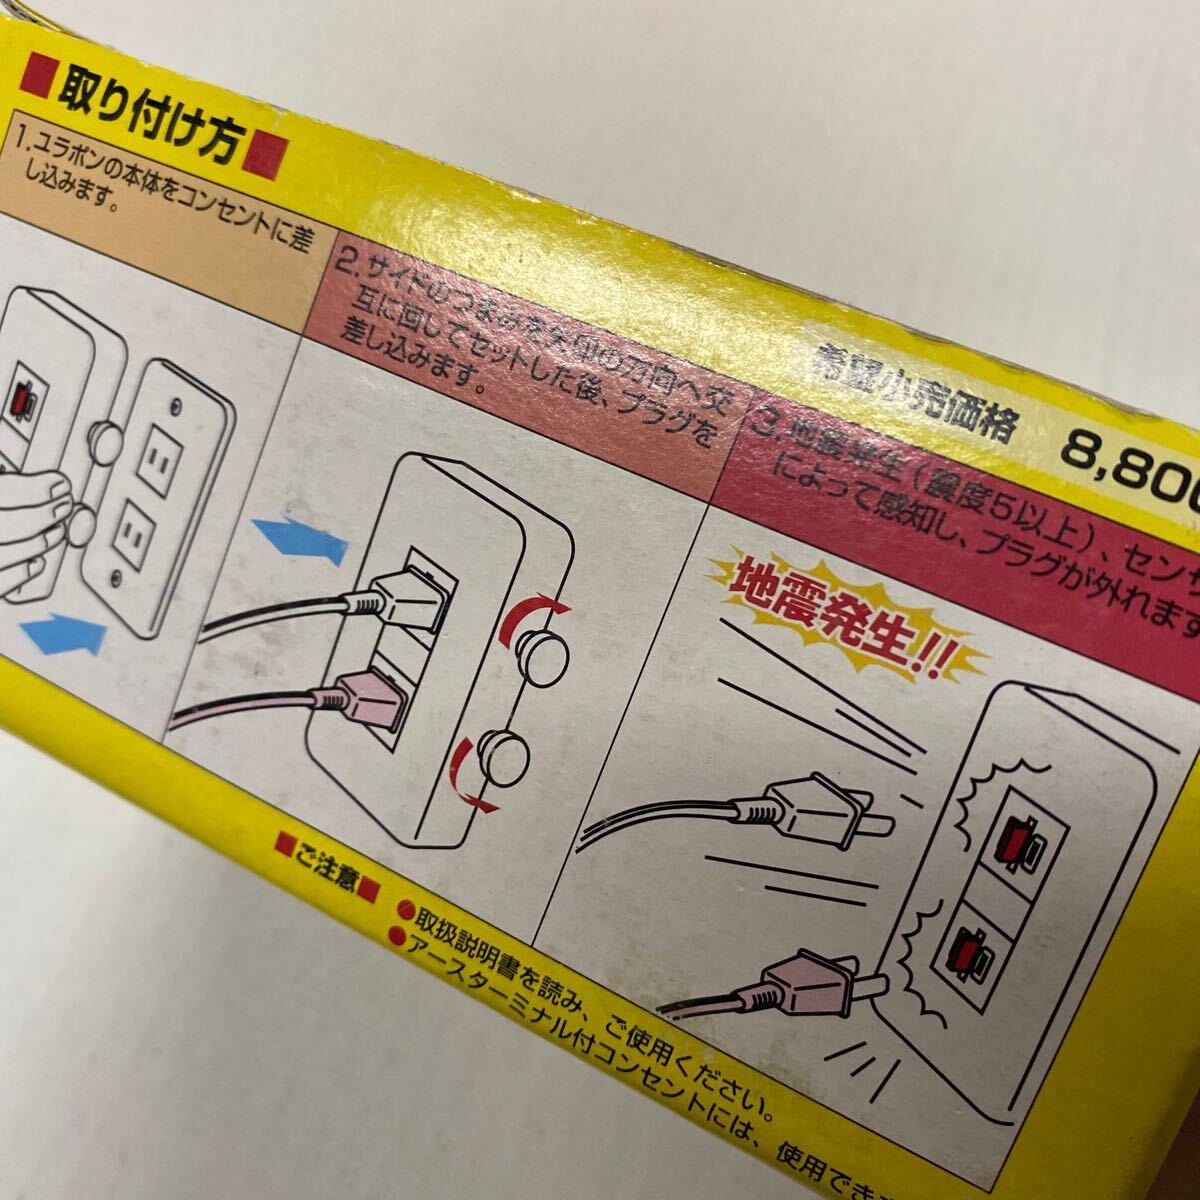 ■取り付け方■
1.ユラポンの本体をコンセントに差
し込みます。
2.サイドのつまみを矢印の方向へ交
互に回してセットした後、プラグを
差し込みます。
希望小売価格 8,800
3.地震発生(震度5以上)、センサ
によって感知し、プラグが外れます
地震発生!!
■ご注意■
●取扱説明書を読み、ご使用ください。
●アースターミナル付コンセントには、使用でき